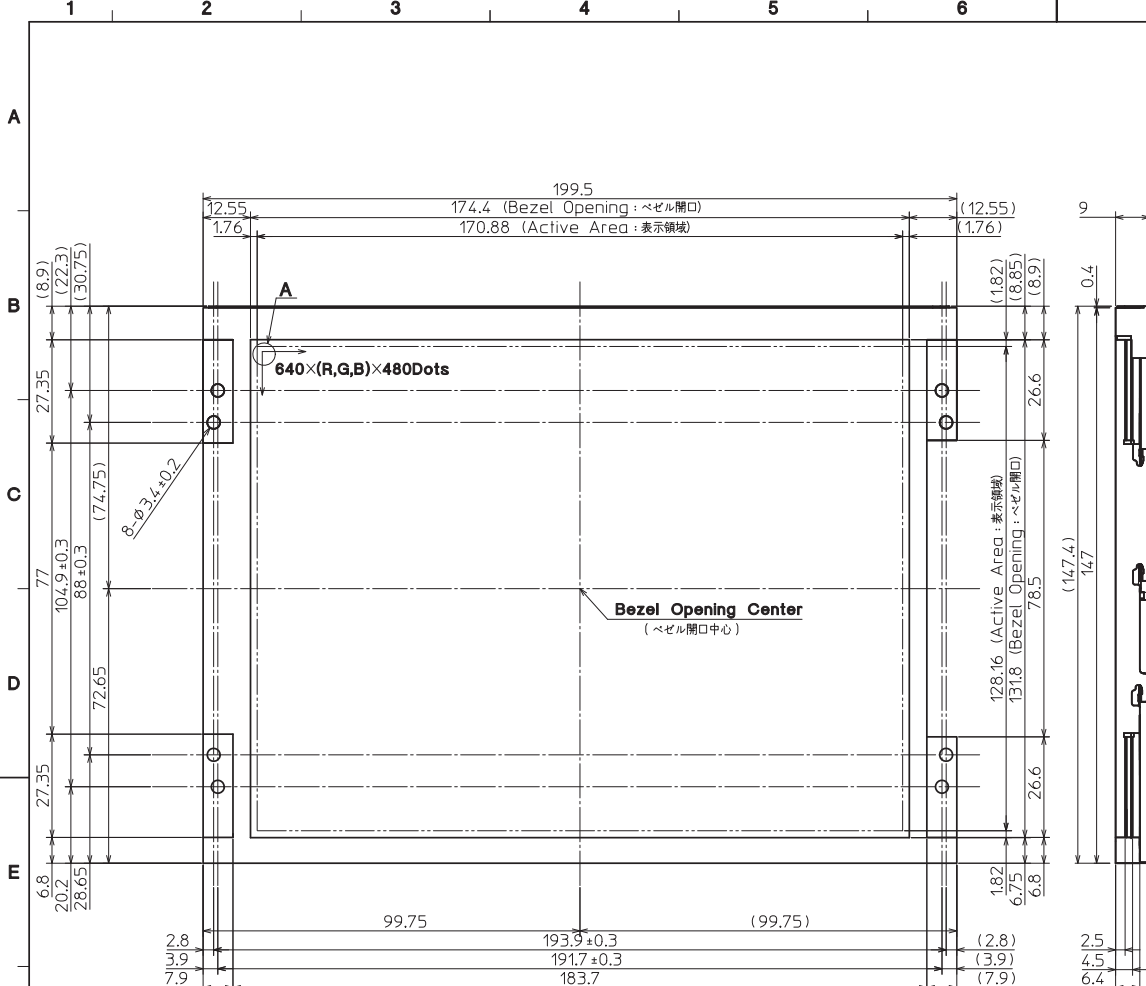 1 2 3 4 5 6
A
B
C
D
E
199.5
12.55 174.4 (Bezel Opening : ベゼル開口) (12.55)
1.76 170.88 (Active Area : 表示領域) (1.76)
9
(8.9)
(22.3)
(30.75)
(1.82)
(8.85)
(8.9)
0.4
A
640×(R,G,B)×480Dots
27.35
26.6
8-φ3.4±0.2
(74.75)
77
104.9±0.3
88±0.3
72.65
128.16 (Active Area : 表示領域)
131.8 (Bezel Opening : ベゼル開口)
78.5
(147.4)
147
Bezel Opening Center
( ベゼル開口中心 )
27.35
26.6
6.8
20.2
28.65
1.82
6.75
6.8
99.75 (99.75)
2.8 193.9±0.3 (2.8) 2.5
3.9 191.7±0.3 (3.9) 4.5
7.9 183.7 (7.9) 6.4